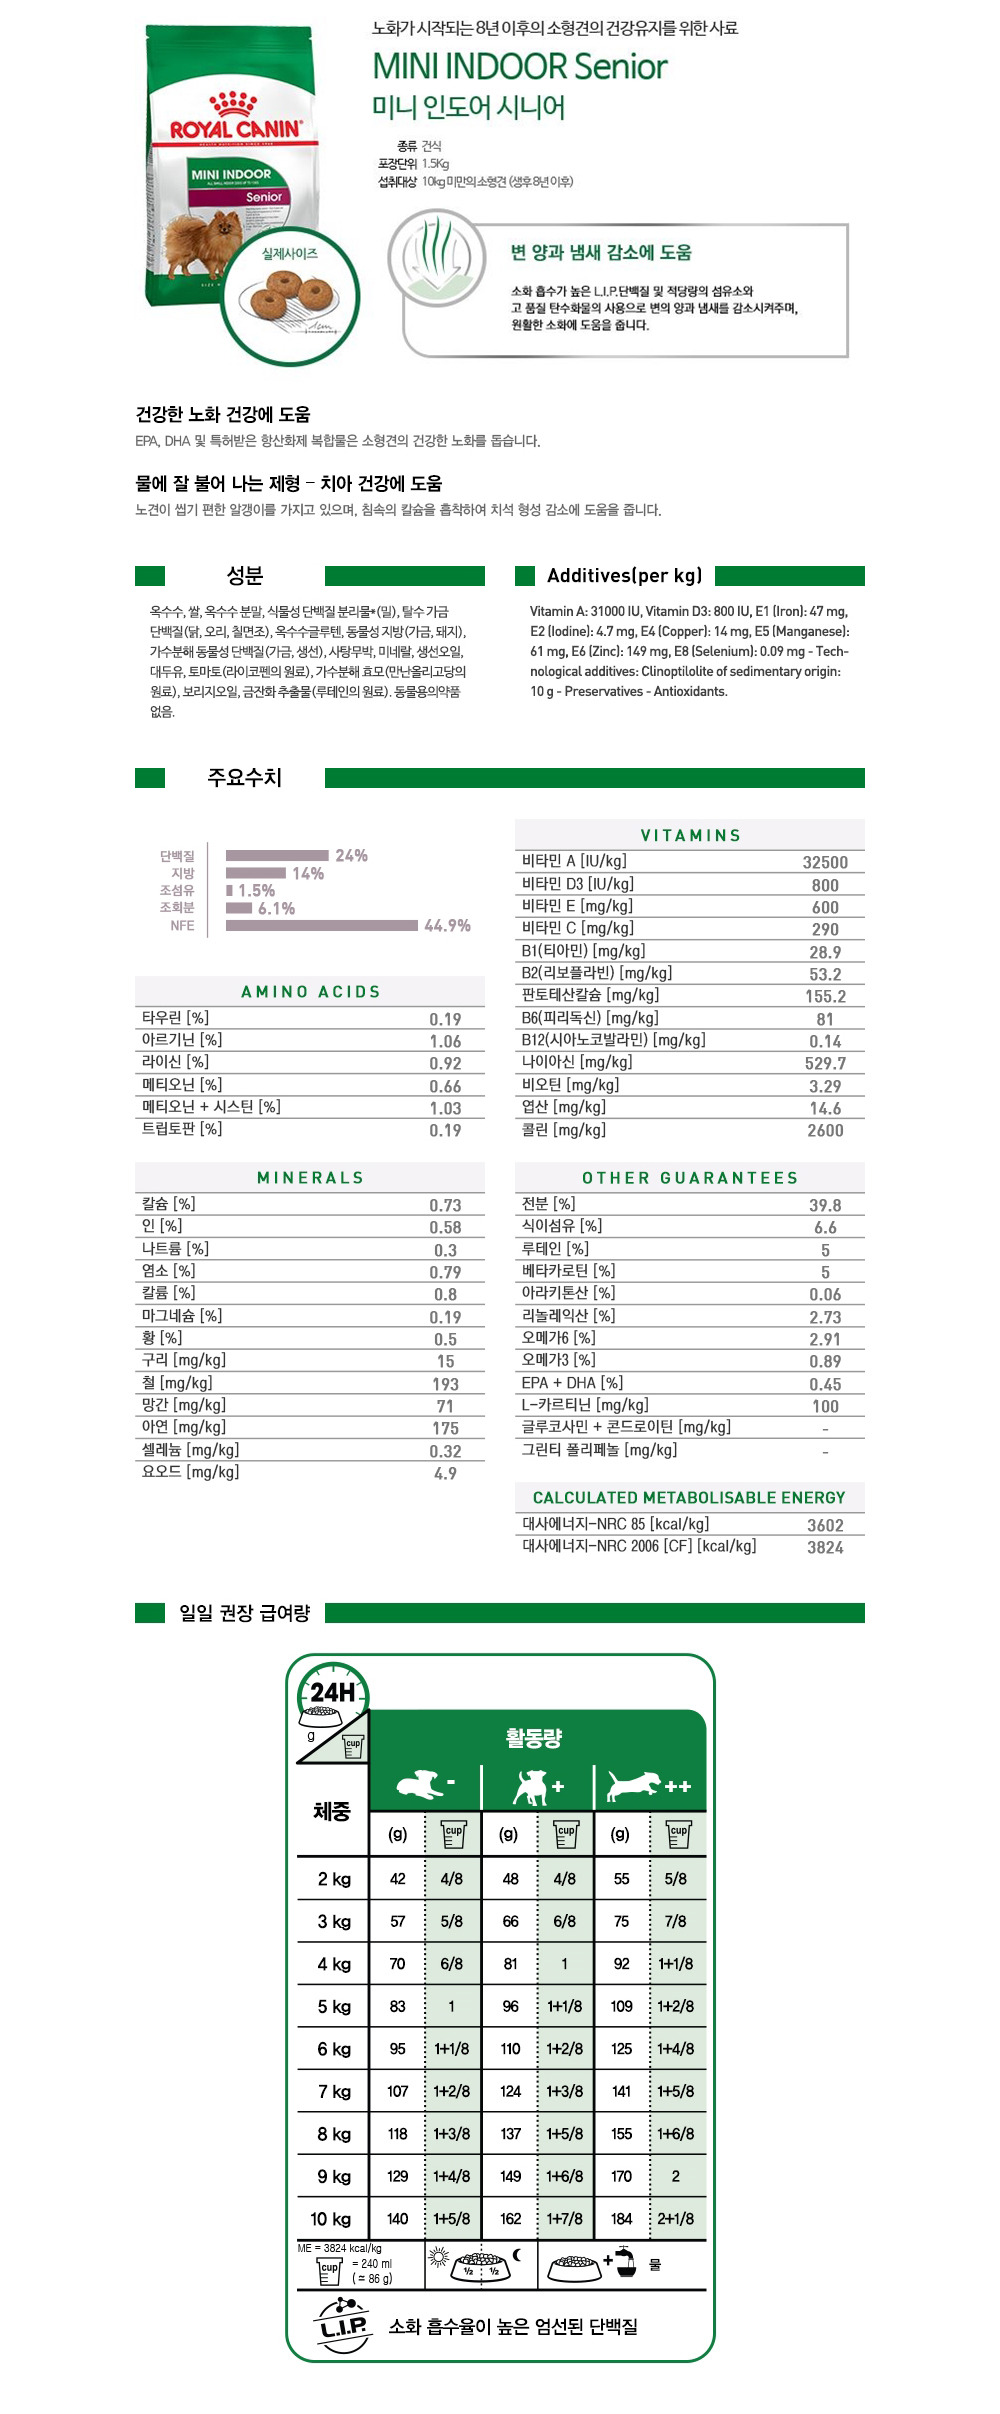 노화가 시작되는 8년 이후의 소형견의 건강유지를 위한 사료
MINI INDOOR Senior
미니 인도어 시니어
종류 건식
포장단위 1.5Kg
섭취대상 10kg 미만의 소형견 (생후 8년 이후)
ROYAL CANIN
MINI INDOOR
Senior
실제사이즈
1cm
변 양과 냄새 감소에 도움
소화 흡수가 높은 L.I.P.단백질 및 적당량의 섬유소와
고 품질 탄수화물의 사용으로 변의 양과 냄새를 감소시켜주며,
원활한 소화에 도움을 줍니다.
건강한 노화 건강에 도움
EPA, DHA 및 특허받은 항산화제 복합물은 소형견의 건강한 노화를 돕습니다.
물에 잘 불어 나는 제형 - 치아 건강에 도움
노견이 씹기 편한 알갱이를 가지고 있으며, 침속의 칼슘을 흡착하여 치석 형성 감소에 도움을 줍니다.
성분
옥수수, 쌀, 옥수수 분말, 식물성 단백질 분리물*(밀), 탈수 가금
단백질(닭, 오리, 칠면조), 옥수수글루텐, 동물성 지방(가금, 돼지),
가수분해 동물성 단백질(가금, 생선), 사탕무박, 미네랄, 생선오일,
대두유, 토마토(라이코펜의 원료), 가수분해 효모(만난올리고당의
원료), 보리지오일, 금잔화 추출물(루테인의 원료). 동물용의약품
없음.
Additives(per kg)
Vitamin A: 31000 IU, Vitamin D3: 800 IU, E1 (Iron): 47 mg,
E2 (Iodine): 4.7 mg, E4 (Copper): 14 mg, E5 (Manganese):
61 mg, E6 (Zinc): 149 mg, E8 (Selenium): 0.09 mg - Tech-
nological additives: Clinoptilolite of sedimentary origin:
10 g - Preservatives - Antioxidants.
주요수치
단백질 24%
지방 14%
조섬유 1.5%
조회분 6.1%
NFE 44.9%
AMINO ACIDS
타우린 [%] 0.19
아르기닌 [%] 1.06
라이신 [%] 0.92
메티오닌 [%] 0.66
메티오닌 + 시스틴 [%] 1.03
트립토판 [%] 0.19
MINERALS
칼슘 [%] 0.73
인 [%] 0.58
나트륨 [%] 0.3
염소 [%] 0.79
칼륨 [%] 0.8
마그네슘 [%] 0.19
황 [%] 0.5
구리 [mg/kg] 15
철 [mg/kg] 193
망간 [mg/kg] 71
아연 [mg/kg] 175
셀레늄 [mg/kg] 0.32
요오드 [mg/kg] 4.9
VITAMINS
비타민 A [IU/kg] 32500
비타민 D3 [IU/kg] 800
비타민 E [mg/kg] 600
비타민 C [mg/kg] 290
B1(티아민) [mg/kg] 28.9
B2(리보플라빈) [mg/kg] 53.2
판토테산칼슘 [mg/kg] 155.2
B6(피리독신) [mg/kg] 81
B12(시아노코발라민) [mg/kg] 0.14
나이아신 [mg/kg] 529.7
비오틴 [mg/kg] 3.29
엽산 [mg/kg] 14.6
콜린 [mg/kg] 2600
OTHER GUARANTEES
전분 [%] 39.8
식이섬유 [%] 6.6
루테인 [%] 5
베타카로틴 [%] 5
아라키톤산 [%] 0.06
리놀레익산 [%] 2.73
오메가6 [%] 2.91
오메가3 [%] 0.89
EPA + DHA [%] 0.45
L-카르티닌 [mg/kg] 100
글루코사민 + 콘드로이틴 [mg/kg] -
그린티 폴리페놀 [mg/kg] -
CALCULATED METABOLISABLE ENERGY
대사에너지-NRC 85 [kcal/kg] 3602
대사에너지-NRC 2006 [CF] [kcal/kg] 3824
일일 권장 급여량
24H
g cup
활동량
- + ++
체중
(g) cup (g) cup (g) cup
2 kg 42 4/8 48 4/8 55 5/8
3 kg 57 5/8 66 6/8 75 7/8
4 kg 70 6/8 81 1 92 1+1/8
5 kg 83 1 96 1+1/8 109 1+2/8
6 kg 95 1+1/8 110 1+2/8 125 1+4/8
7 kg 107 1+2/8 124 1+3/8 141 1+5/8
8 kg 118 1+3/8 137 1+5/8 155 1+6/8
9 kg 129 1+4/8 149 1+6/8 170 2
10 kg 140 1+5/8 162 1+7/8 184 2+1/8
ME = 3824 kcal/kg
cup = 240 ml
(≃ 86 g)
1/2 1/2
+ 물
L.I.P.
소화 흡수율이 높은 엄선된 단백질